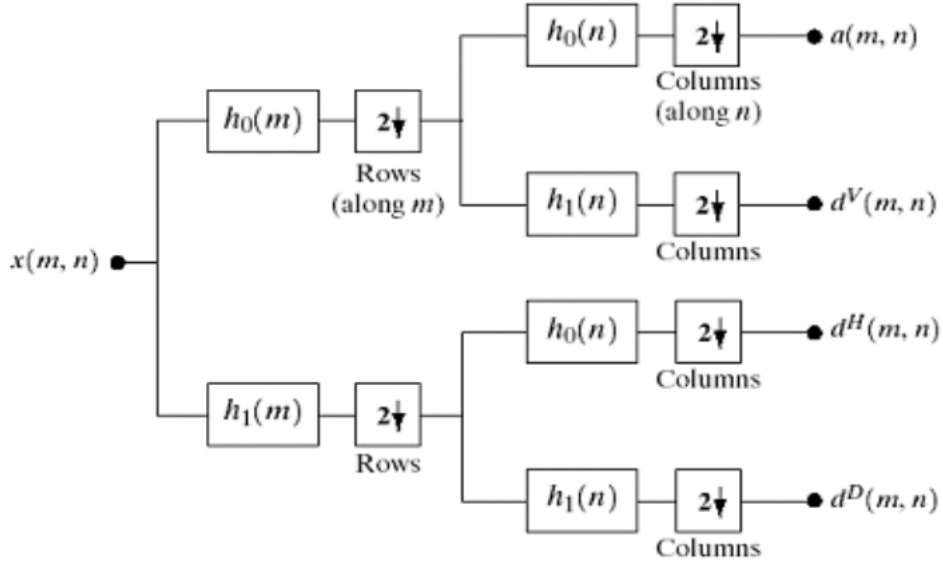 h₀(n)
2↓
a(m, n)
Columns
(along n)
h₀(m)
2↓
Rows
(along m)
h₁(n)
2↓
dⱽ(m, n)
Columns
x(m, n)
h₀(n)
2↓
dᴴ(m, n)
Columns
h₁(m)
2↓
Rows
h₁(n)
2↓
dᴰ(m, n)
Columns